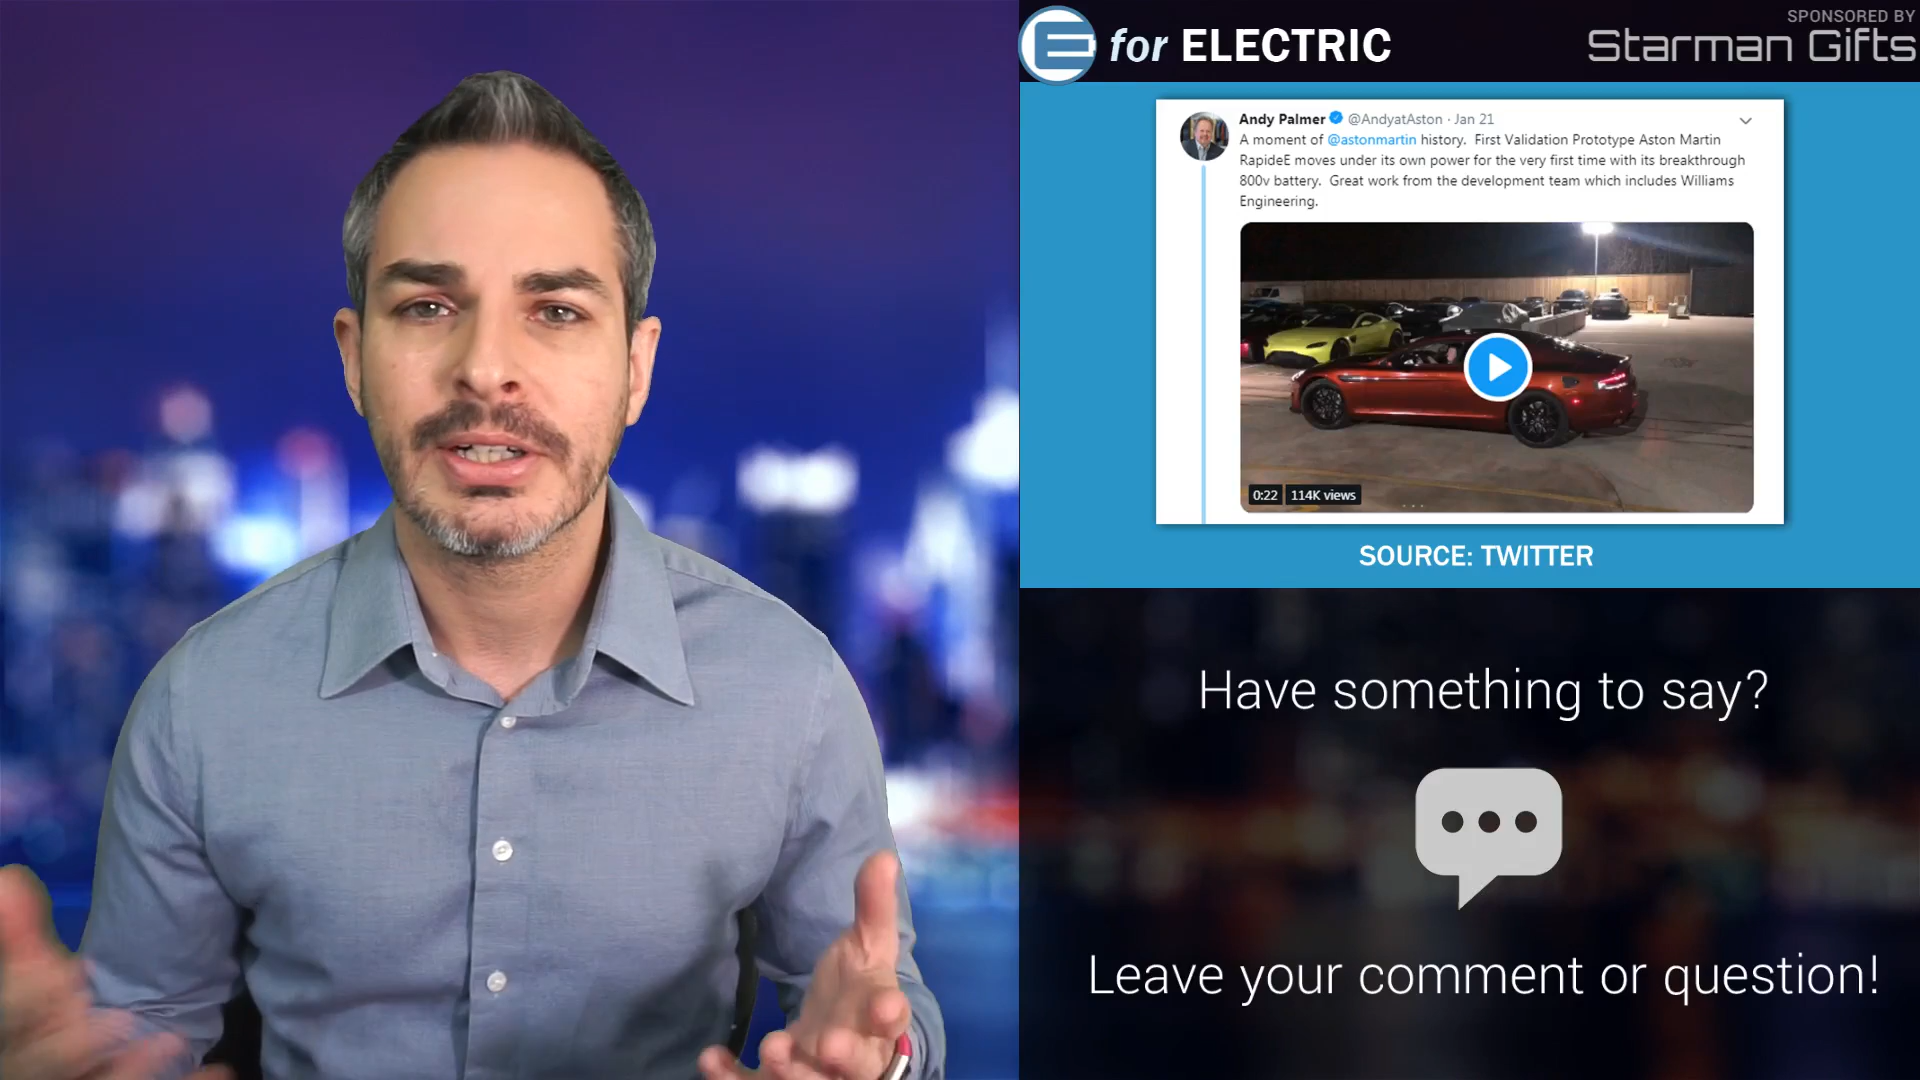 E for ELECTRIC
SPONSORED BY
Starman Gifts
Andy Palmer @AndyatAston · Jan 21
A moment of @astonmartin history. First Validation Prototype Aston Martin
RapideE moves under its own power for the very first time with its breakthrough
800v battery. Great work from the development team which includes Williams
Engineering.
0:22 114K views
SOURCE: TWITTER
Have something to say?
Leave your comment or question!